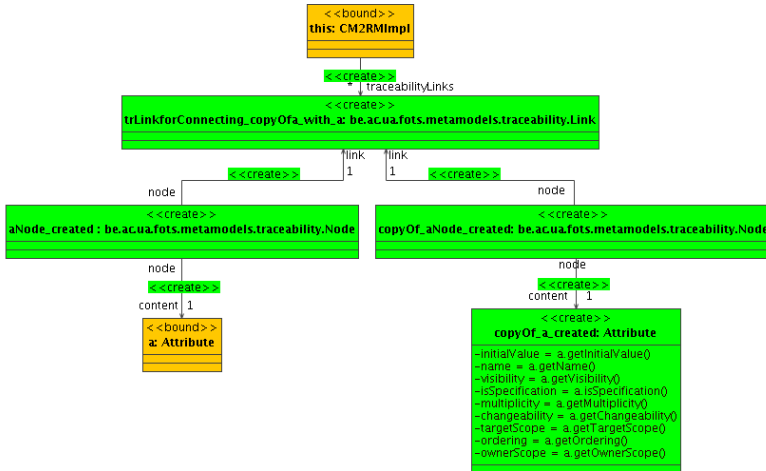 <<bound>>
this: CM2RMImpl
<<create>>
* traceabilityLinks
<<create>>
trLinkforConnecting_copyOfa_with_a: be.ac.ua.fots.metamodels.traceability.Link
link link
1 1
<<create>> <<create>>
node node
<<create>>
aNode_created : be.ac.ua.fots.metamodels.traceability.Node
<<create>>
copyOf_aNode_created: be.ac.ua.fots.metamodels.traceability.Node
node
<<create>>
content 1
node
<<create>>
content 1
<<bound>>
a: Attribute
<<create>>
copyOf_a_created: Attribute
-initialValue = a.getInitialValue()
-name = a.getName()
-visibility = a.getVisibility()
-isSpecification = a.isSpecification()
-multiplicity = a.getMultiplicity()
-changeability = a.getChangeability()
-targetScope = a.getTargetScope()
-ordering = a.getOrdering()
-ownerScope = a.getOwnerScope()